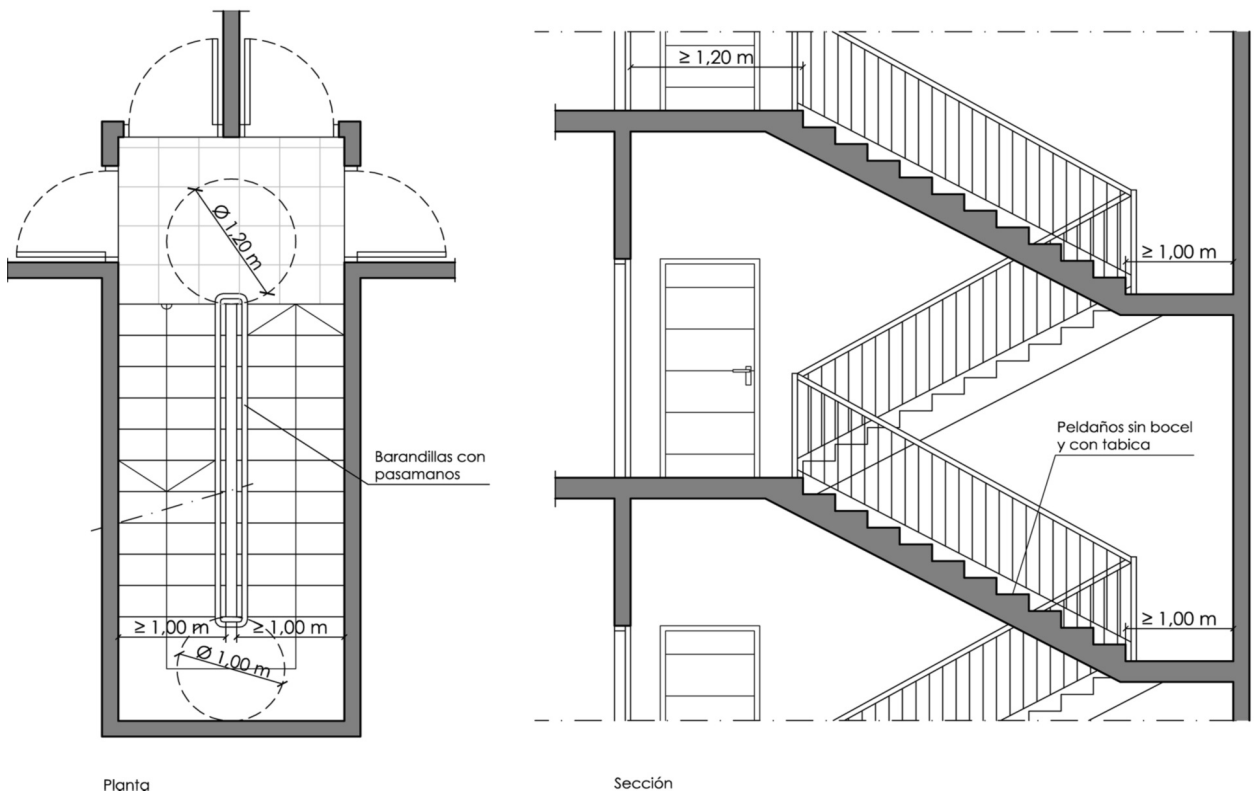 Ø 1,20 m
Barandillas con
pasamanos
≥ 1,00 m
≥ 1,00 m
Ø 1,00 m
Planta
≥ 1,20 m
≥ 1,00 m
Peldaños sin bocel
y con tabica
≥ 1,00 m
Sección